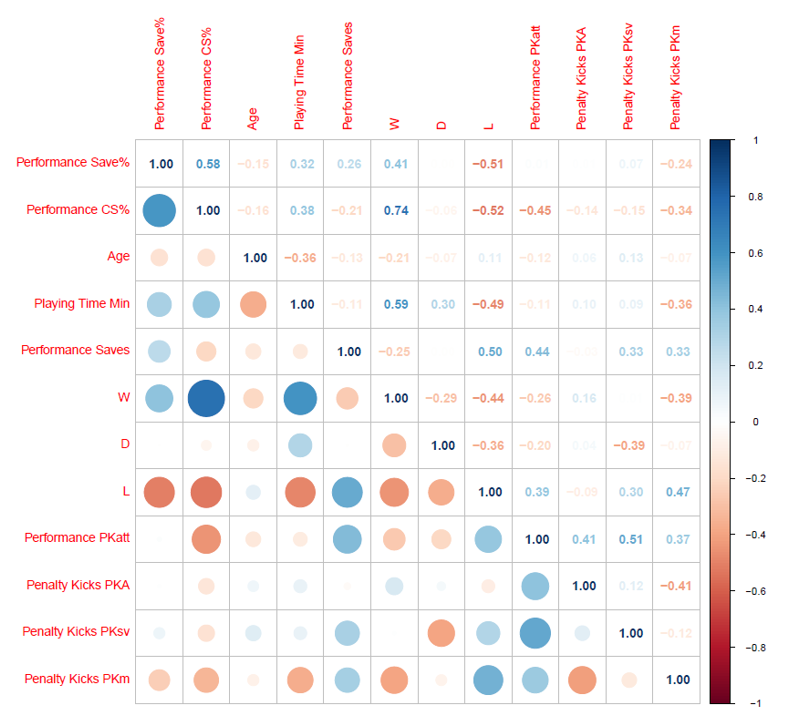 Performance Save%
Performance CS%
Age
Playing Time Min
Performance Saves
W
D
L
Performance PKatt
Penalty Kicks PKA
Penalty Kicks PKsv
Penalty Kicks PKm
Performance Save% 1.00 0.58 −0.15 0.32 0.26 0.41 −0.51 0.07 −0.24
Performance CS% 1.00 −0.16 0.38 −0.21 0.74 −0.06 −0.52 −0.45 −0.14 −0.15 −0.34
Age 1.00 −0.36 −0.13 −0.21 −0.07 0.11 −0.12 0.06 0.13 −0.07
Playing Time Min 1.00 −0.11 0.59 0.30 −0.49 −0.11 0.10 0.09 −0.36
Performance Saves 1.00 −0.25 0.50 0.44 0.33 0.33
W 1.00 −0.29 −0.44 −0.26 0.16 −0.39
D 1.00 −0.36 −0.20 0.04 −0.39 −0.07
L 1.00 0.39 −0.09 0.30 0.47
Performance PKatt 1.00 0.41 0.51 0.37
Penalty Kicks PKA 1.00 0.12 −0.41
Penalty Kicks PKsv 1.00 −0.12
Penalty Kicks PKm 1.00
1
0.8
0.6
0.4
0.2
0
−0.2
−0.4
−0.6
−0.8
−1